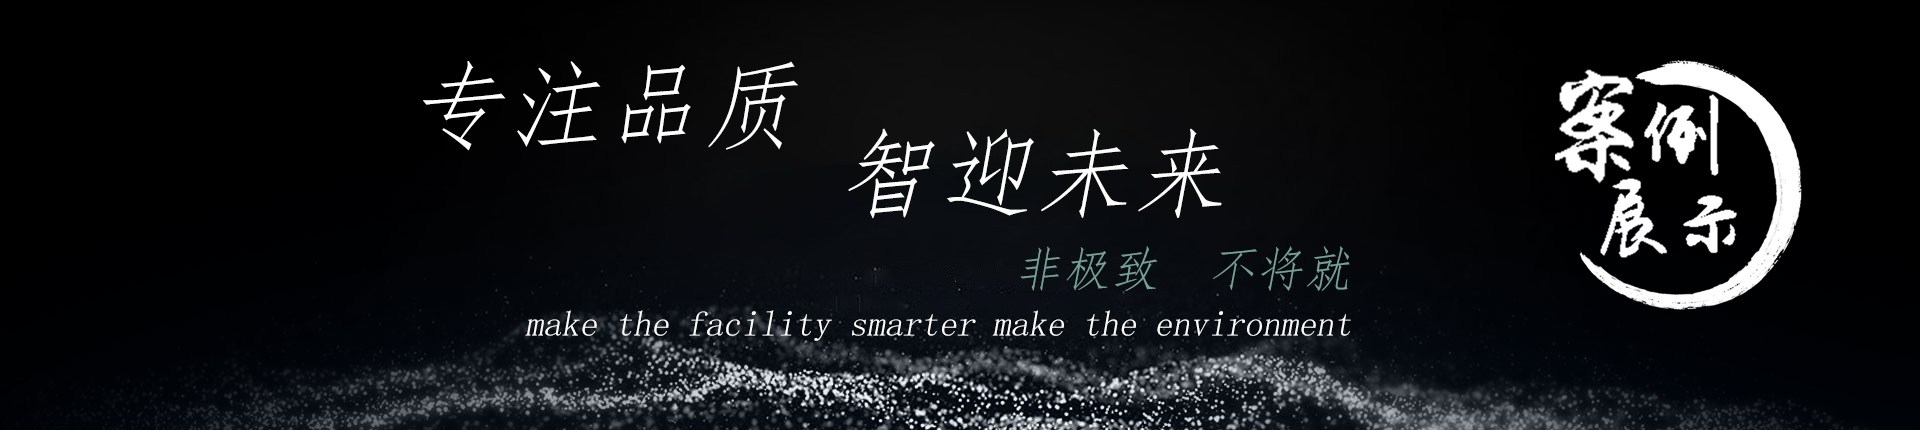 专注品质
智迎未来
非极致 不将就
make the facility smarter make the environment
案例
展示